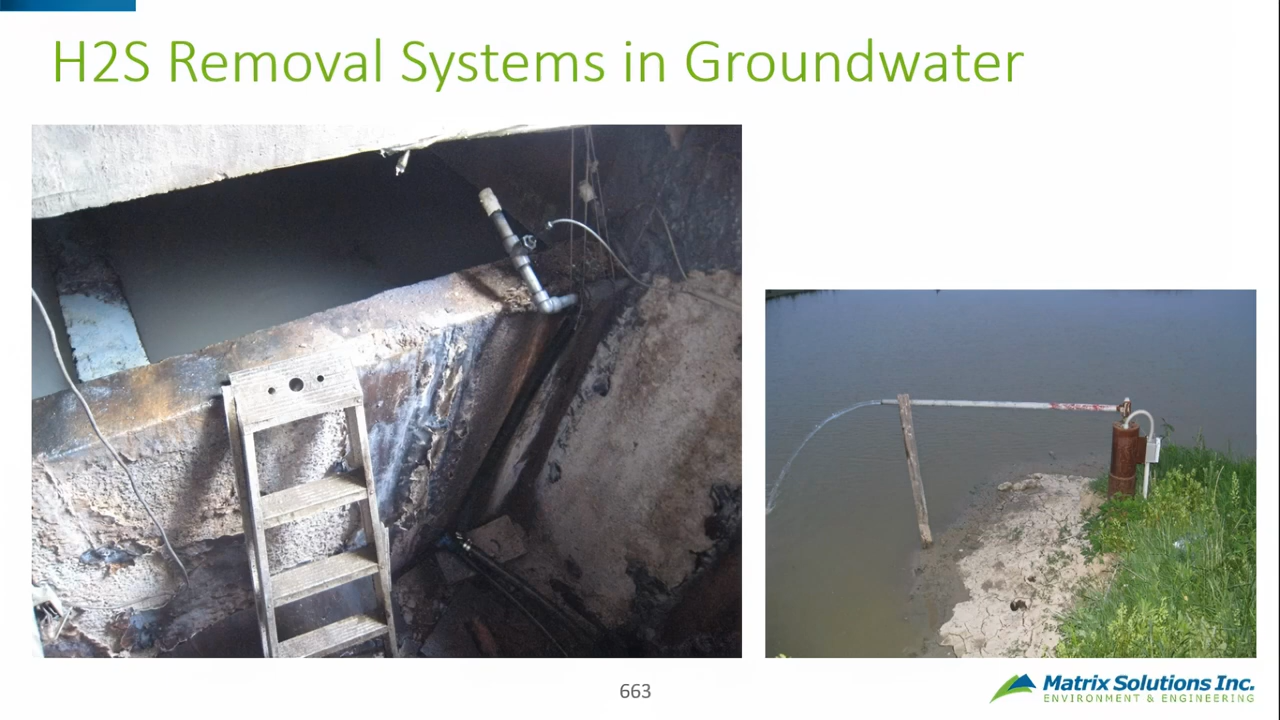 H2S Removal Systems in Groundwater
663
Matrix Solutions Inc.
ENVIRONMENT & ENGINEERING